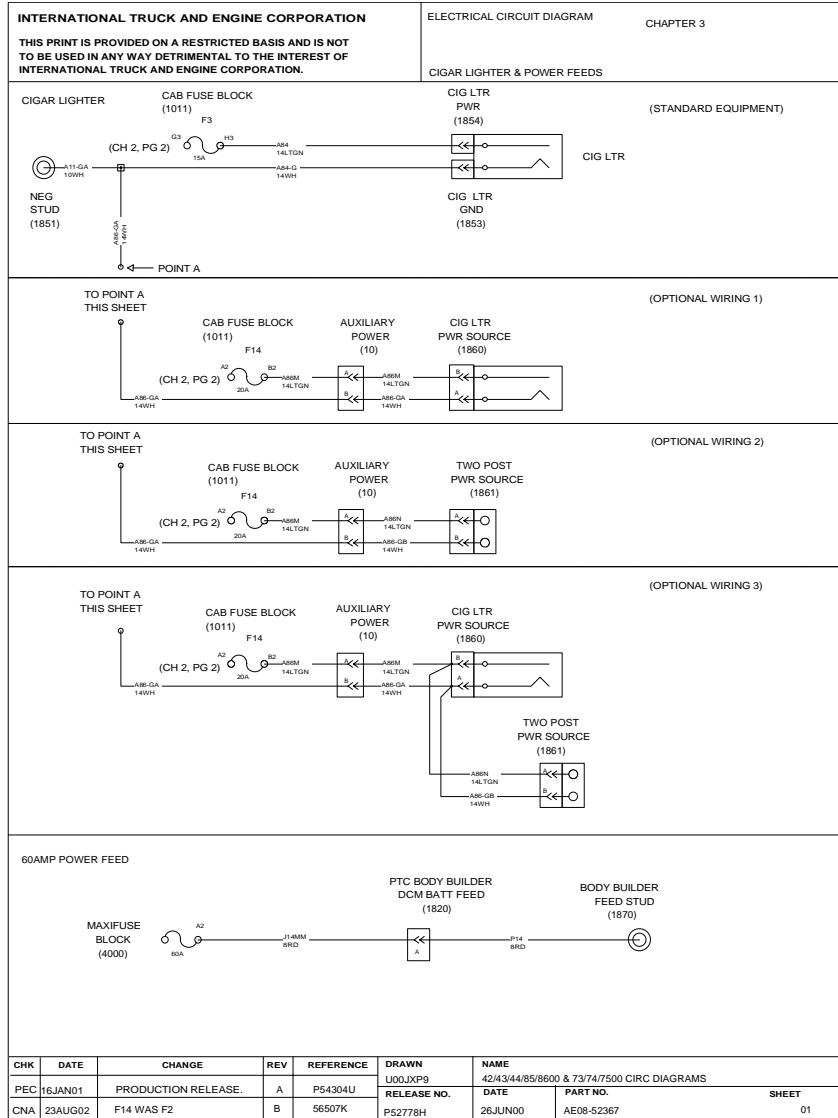 INTERNATIONAL TRUCK AND ENGINE CORPORATION
THIS PRINT IS PROVIDED ON A RESTRICTED BASIS AND IS NOT
TO BE USED IN ANY WAY DETRIMENTAL TO THE INTEREST OF
INTERNATIONAL TRUCK AND ENGINE CORPORATION.
ELECTRICAL CIRCUIT DIAGRAM
CHAPTER 3
CIGAR LIGHTER & POWER FEEDS
CIGAR LIGHTER
CAB FUSE BLOCK
(1011)
F3
G3
H3
(CH 2, PG 2)
15A
A84
14LTGN
CIG LTR
PWR
(1854)
(STANDARD EQUIPMENT)
CIG LTR
A11-GA
10WH
A84-G
14WH
NEG
STUD
(1851)
CIG LTR
GND
(1853)
A86-GA
14WH
POINT A
TO POINT A
THIS SHEET
(OPTIONAL WIRING 1)
CAB FUSE BLOCK
(1011)
F14
AUXILIARY
POWER
(10)
CIG LTR
PWR SOURCE
(1860)
A2
B2
(CH 2, PG 2)
20A
A86M
14LTGN
A
A86M
14LTGN
B
A86-GA
14WH
B
A86-GA
14WH
A
TO POINT A
THIS SHEET
(OPTIONAL WIRING 2)
CAB FUSE BLOCK
(1011)
F14
AUXILIARY
POWER
(10)
TWO POST
PWR SOURCE
(1861)
A2
B2
(CH 2, PG 2)
20A
A86M
14LTGN
A
A86N
14LTGN
A
A86-GA
14WH
B
A86-GB
14WH
B
(OPTIONAL WIRING 3)
TO POINT A
THIS SHEET
CAB FUSE BLOCK
(1011)
F14
AUXILIARY
POWER
(10)
CIG LTR
PWR SOURCE
(1860)
A2
B2
(CH 2, PG 2)
20A
A86M
14LTGN
A
A86M
14LTGN
B
A86-GA
14WH
B
A86-GA
14WH
A
TWO POST
PWR SOURCE
(1861)
A86N
14LTGN
A
A86-GB
14WH
B
60AMP POWER FEED
PTC BODY BUILDER
DCM BATT FEED
(1820)
BODY BUILDER
FEED STUD
(1870)
MAXIFUSE
BLOCK
(4000)
A2
60A
J14MM
8RD
A
P14
8RD
CHK DATE CHANGE REV REFERENCE
PEC 16JAN01 PRODUCTION RELEASE. A P54304U
CNA 23AUG02 F14 WAS F2 B 56507K
DRAWN
U00JXP9
NAME
42/43/44/85/8600 & 73/74/7500 CIRC DIAGRAMS
RELEASE NO. DATE PART NO. SHEET
P52778H 26JUN00 AE08-52367 01